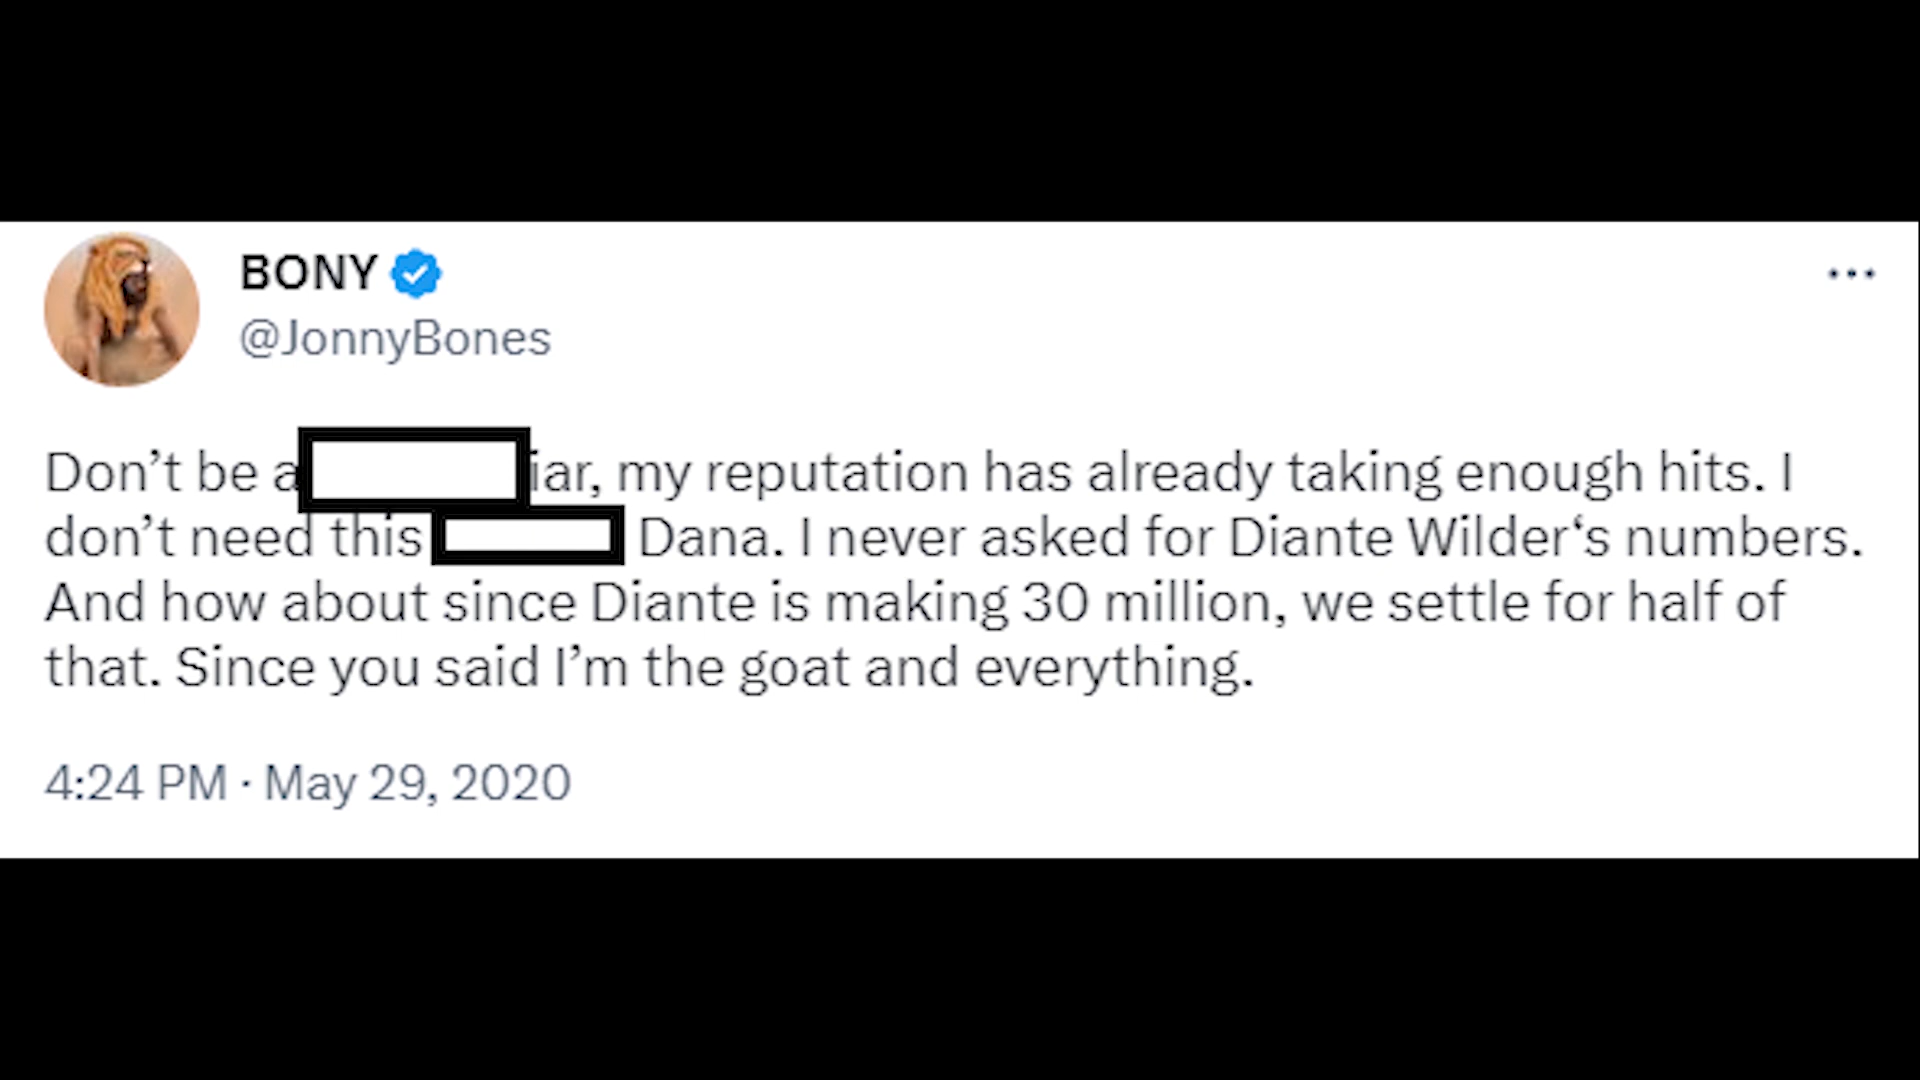 BONY
@JonnyBones
Don’t be a iar, my reputation has already taking enough hits. I
don’t need this Dana. I never asked for Diante Wilder‘s numbers.
And how about since Diante is making 30 million, we settle for half of
that. Since you said I’m the goat and everything.
4:24 PM · May 29, 2020